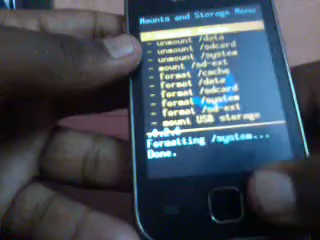 Mounts and Storage Menu
- unmount /data
- unmount /sdcard
- unmount /system
- mount /sd-ext
- format /cache
- format /data
- format /sdcard
- format /system
- format /sd-ext
- mount USB storage
Formatting /system...
Done.